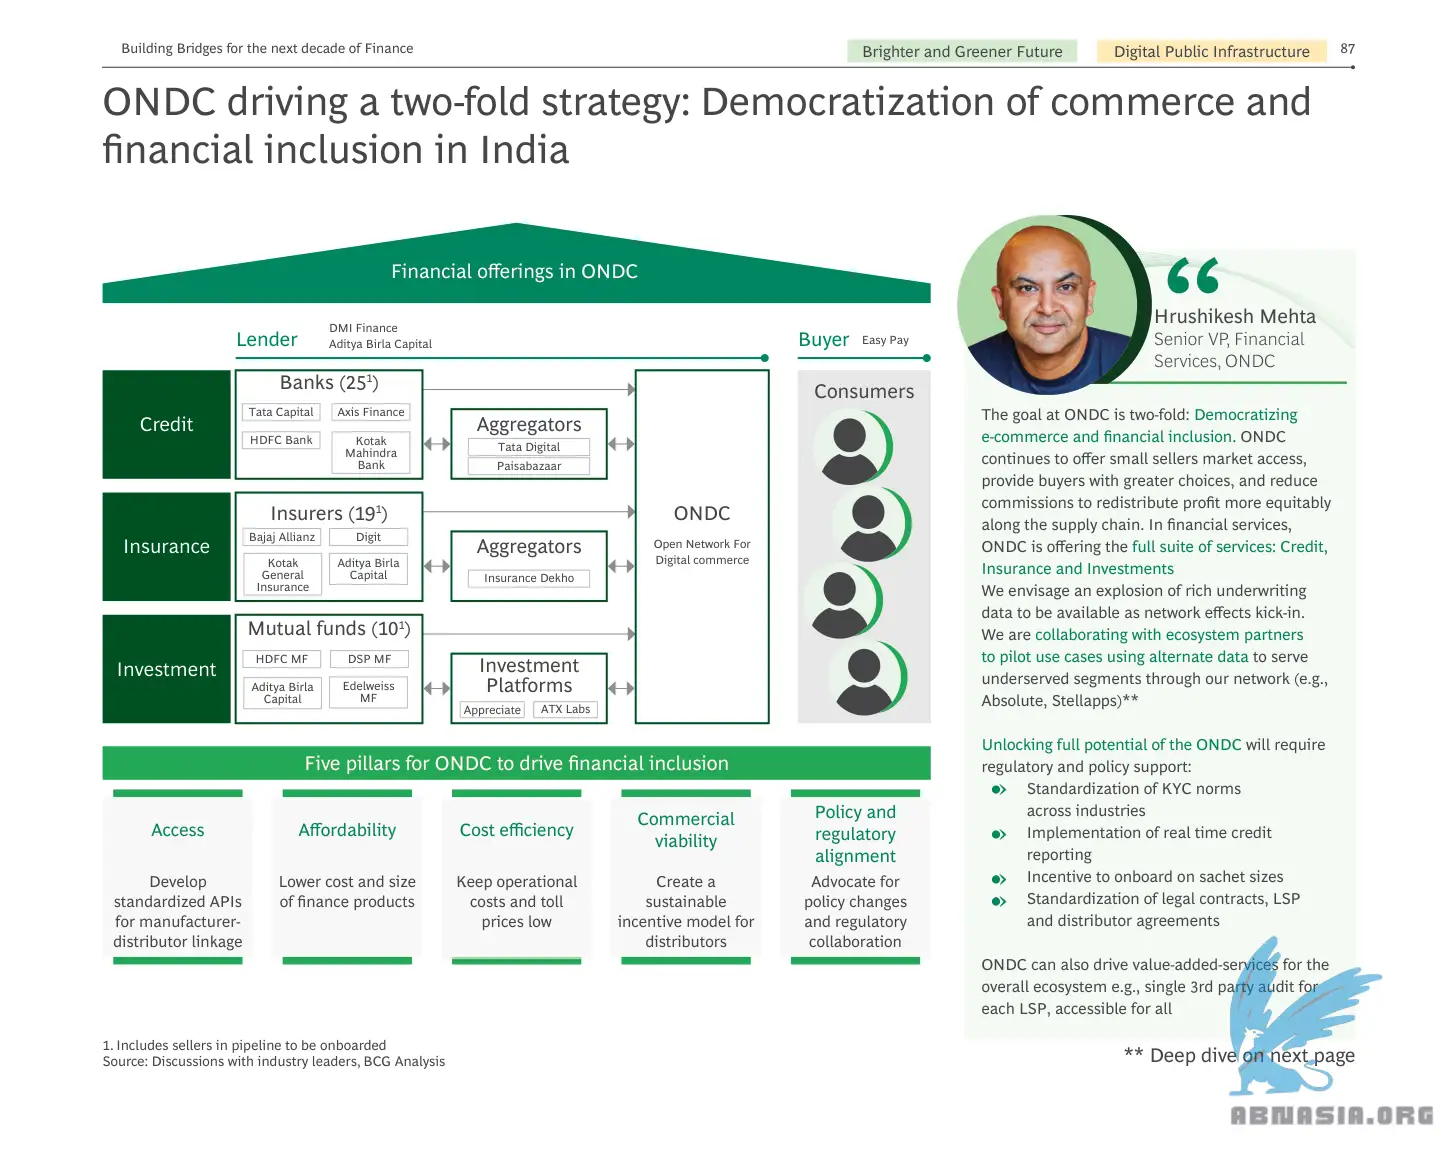 Building Bridges for the next decade of Finance
Brighter and Greener Future
Digital Public Infrastructure
87
ONDC driving a two-fold strategy: Democratization of commerce and
financial inclusion in India
Financial offerings in ONDC
Lender
DMI Finance
Aditya Birla Capital
Buyer
Easy Pay
Credit
Banks (25¹)
Tata Capital
Axis Finance
HDFC Bank
Kotak
Mahindra
Bank
Aggregators
Tata Digital
Paisabazaar
Insurance
Insurers (19¹)
Bajaj Allianz
Digit
Kotak
General
Insurance
Aditya Birla
Capital
Aggregators
Insurance Dekho
Investment
Mutual funds (10¹)
HDFC MF
DSP MF
Aditya Birla
Capital
Edelweiss
MF
Investment
Platforms
Appreciate
ATX Labs
ONDC
Open Network For
Digital commerce
Consumers
Five pillars for ONDC to drive financial inclusion
Access
Develop
standardized APIs
for manufacturer-
distributor linkage
Affordability
Lower cost and size
of finance products
Cost efficiency
Keep operational
costs and toll
prices low
Commercial
viability
Create a
sustainable
incentive model for
distributors
Policy and
regulatory
alignment
Advocate for
policy changes
and regulatory
collaboration
1. Includes sellers in pipeline to be onboarded
Source: Discussions with industry leaders, BCG Analysis
“
Hrushikesh Mehta
Senior VP, Financial
Services, ONDC
The goal at ONDC is two-fold: Democratizing
e-commerce and financial inclusion. ONDC
continues to offer small sellers market access,
provide buyers with greater choices, and reduce
commissions to redistribute profit more equitably
along the supply chain. In financial services,
ONDC is offering the full suite of services: Credit,
Insurance and Investments
We envisage an explosion of rich underwriting
data to be available as network effects kick-in.
We are collaborating with ecosystem partners
to pilot use cases using alternate data to serve
underserved segments through our network (e.g.,
Absolute, Stellapps)**
Unlocking full potential of the ONDC will require
regulatory and policy support:
Standardization of KYC norms
across industries
Implementation of real time credit
reporting
Incentive to onboard on sachet sizes
Standardization of legal contracts, LSP
and distributor agreements
ONDC can also drive value-added-services for the
overall ecosystem e.g., single 3rd party audit for
each LSP, accessible for all
** Deep dive on next page
ABNASIA.ORG